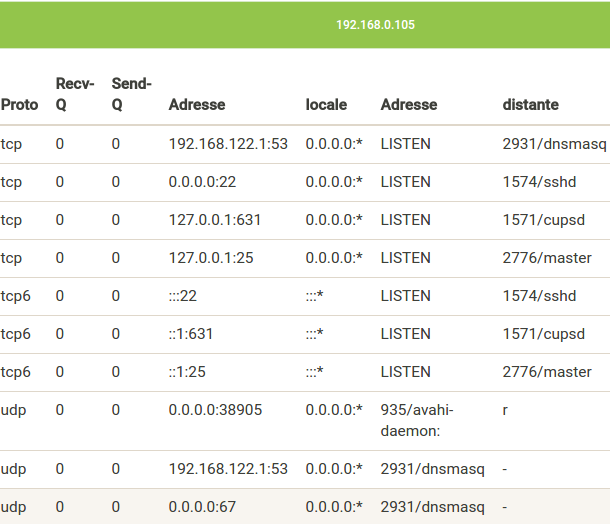 192.168.0.105
Proto Recv-Q Send-Q Adresse locale Adresse distante
tcp 0 0 192.168.122.1:53 0.0.0.0:* LISTEN 2931/dnsmasq
tcp 0 0 0.0.0.0:22 0.0.0.0:* LISTEN 1574/sshd
tcp 0 0 127.0.0.1:631 0.0.0.0:* LISTEN 1571/cupsd
tcp 0 0 127.0.0.1:25 0.0.0.0:* LISTEN 2776/master
tcp6 0 0 :::22 :::* LISTEN 1574/sshd
tcp6 0 0 ::1:631 :::* LISTEN 1571/cupsd
tcp6 0 0 ::1:25 :::* LISTEN 2776/master
udp 0 0 0.0.0.0:38905 0.0.0.0:* 935/avahi- r
daemon:
udp 0 0 192.168.122.1:53 0.0.0.0:* 2931/dnsmasq -
udp 0 0 0.0.0.0:67 0.0.0.0:* 2931/dnsmasq -